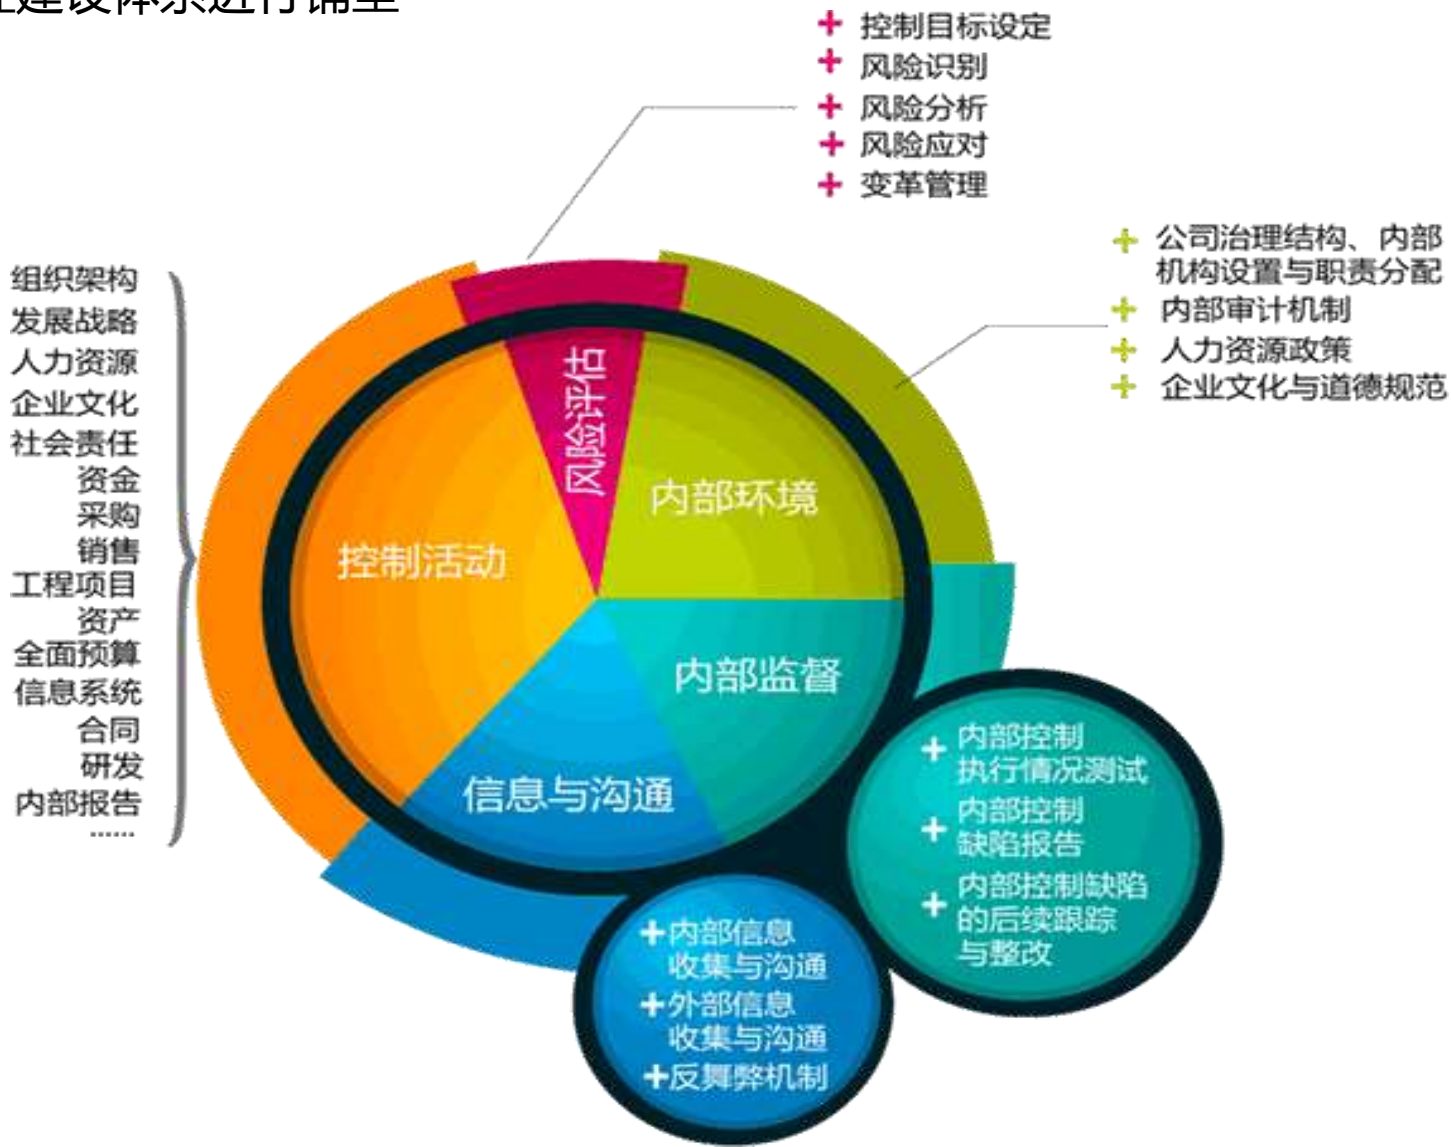 建设体系进行铺垫
控制目标设定
风险识别
风险分析
风险应对
变革管理
公司治理结构、内部
机构设置与职责分配
内部审计机制
人力资源政策
企业文化与道德规范
组织架构
发展战略
人力资源
企业文化
社会责任
资金
采购
销售
工程项目
资产
全面预算
信息系统
合同
研发
内部报告
......
风险评估
内部环境
控制活动
内部监督
信息与沟通
内部控制
执行情况测试
内部控制
缺陷报告
内部控制缺陷
的后续跟踪
与整改
内部信息
收集与沟通
外部信息
收集与沟通
反舞弊机制